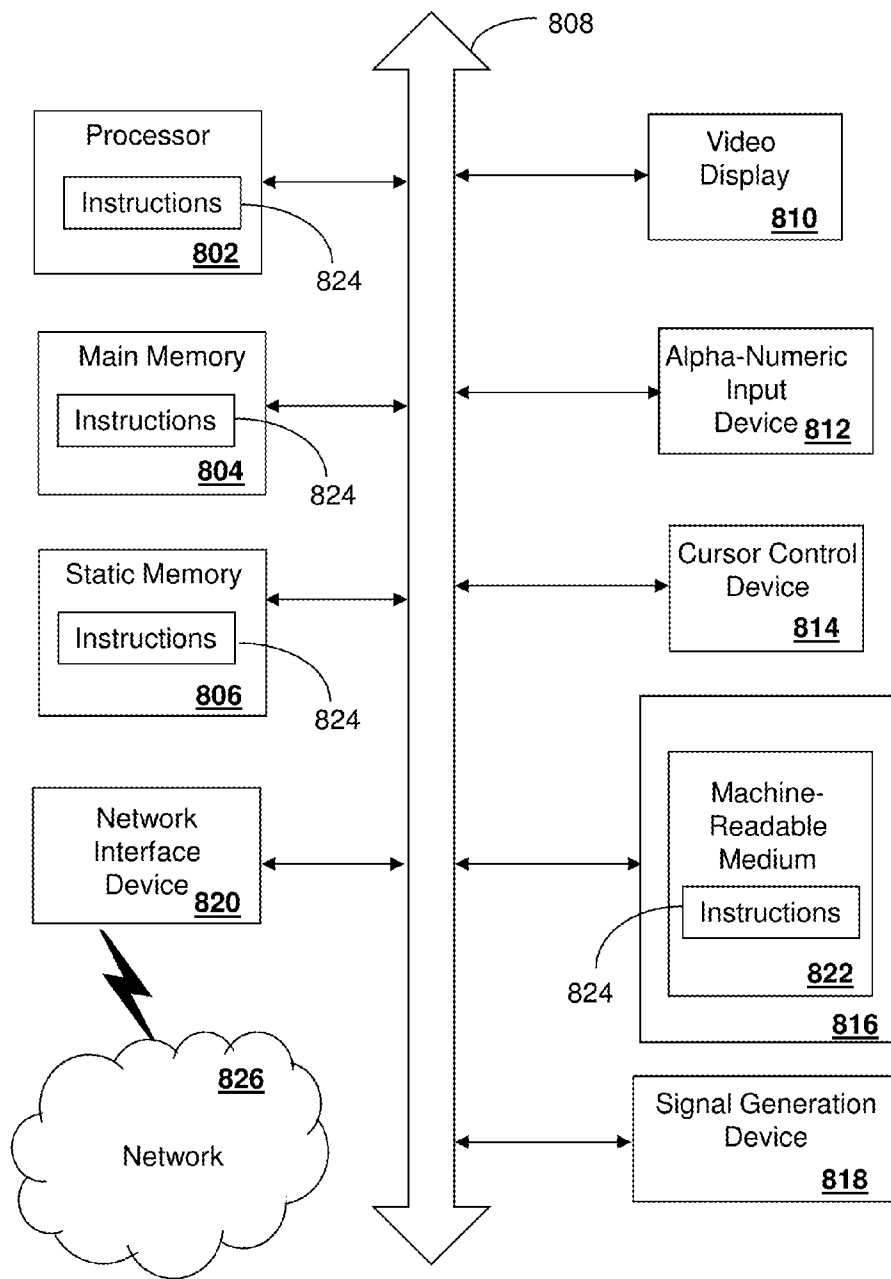 808
Processor
Instructions
802
824
Main Memory
Instructions
804
824
Static Memory
Instructions
806
824
Network
Interface
Device
820
826
Network
Video
Display
810
Alpha-Numeric
Input
Device
812
Cursor Control
Device
814
Machine-
Readable
Medium
Instructions
824
822
816
Signal Generation
Device
818